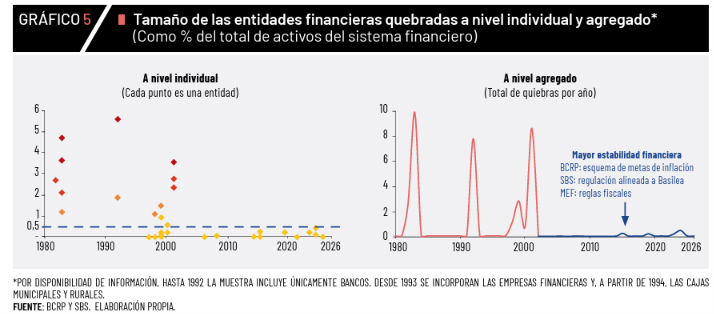 GRÁFICO 5
Tamaño de las entidades financieras quebradas a nivel individual y agregado*
(Como % del total de activos del sistema financiero)
A nivel individual
(Cada punto es una entidad)
6
5
4
3
2
1
0,5
1980
1990
2000
2010
2020
2026
A nivel agregado
(Total de quiebras por año)
10
8
6
4
2
0
Mayor estabilidad financiera
BCRP: esquema de metas de inflación
SBS: regulación alineada a Basilea
MEF: reglas fiscales
1980
1990
2000
2010
2020
2026
*POR DISPONIBILIDAD DE INFORMACIÓN, HASTA 1992 LA MUESTRA INCLUYE ÚNICAMENTE BANCOS. DESDE 1993 SE INCORPORAN LAS EMPRESAS FINANCIERAS Y, A PARTIR DE 1994, LAS CAJAS
MUNICIPALES Y RURALES.
FUENTE: BCRP Y SBS. ELABORACIÓN PROPIA.